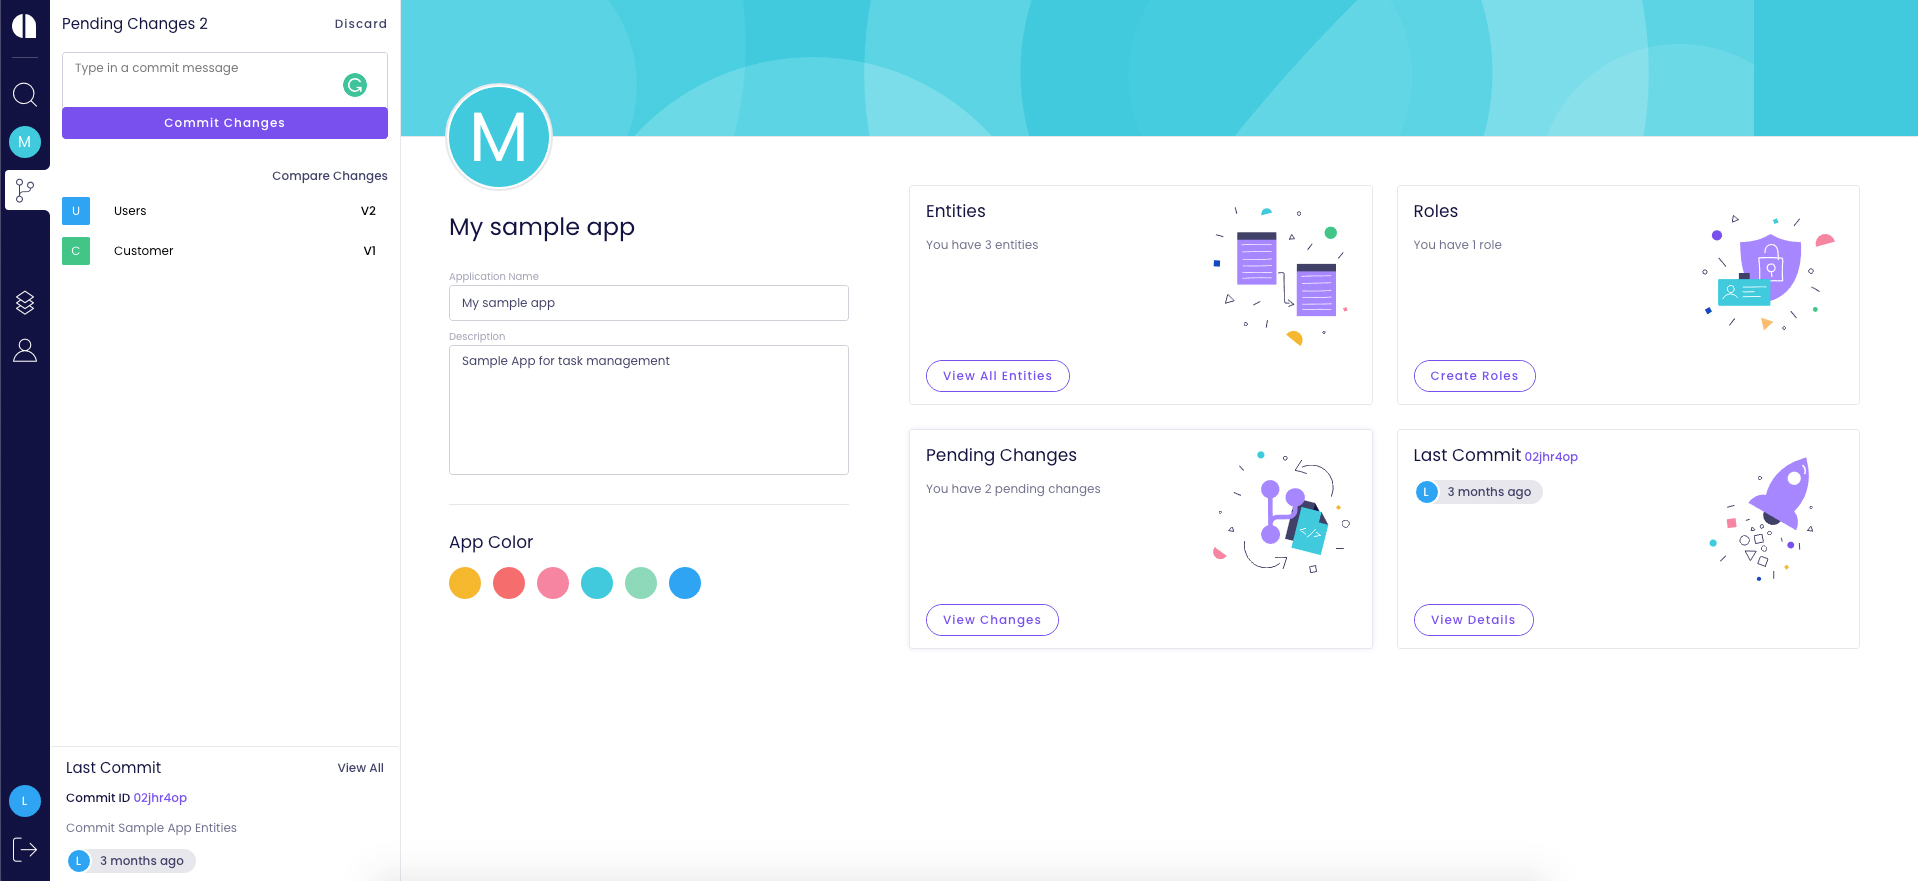 Pending Changes 2
Discard
Type in a commit message
Commit Changes
Compare Changes
U Users V2
C Customer V1
Last Commit
View All
Commit ID 02jhr4op
Commit Sample App Entities
L 3 months ago
M
L
M
My sample app
Application Name
My sample app
Description
Sample App for task management
App Color
Entities
You have 3 entities
View All Entities
Roles
You have 1 role
Create Roles
Pending Changes
You have 2 pending changes
</>
View Changes
Last Commit 02jhr4op
L 3 months ago
View Details